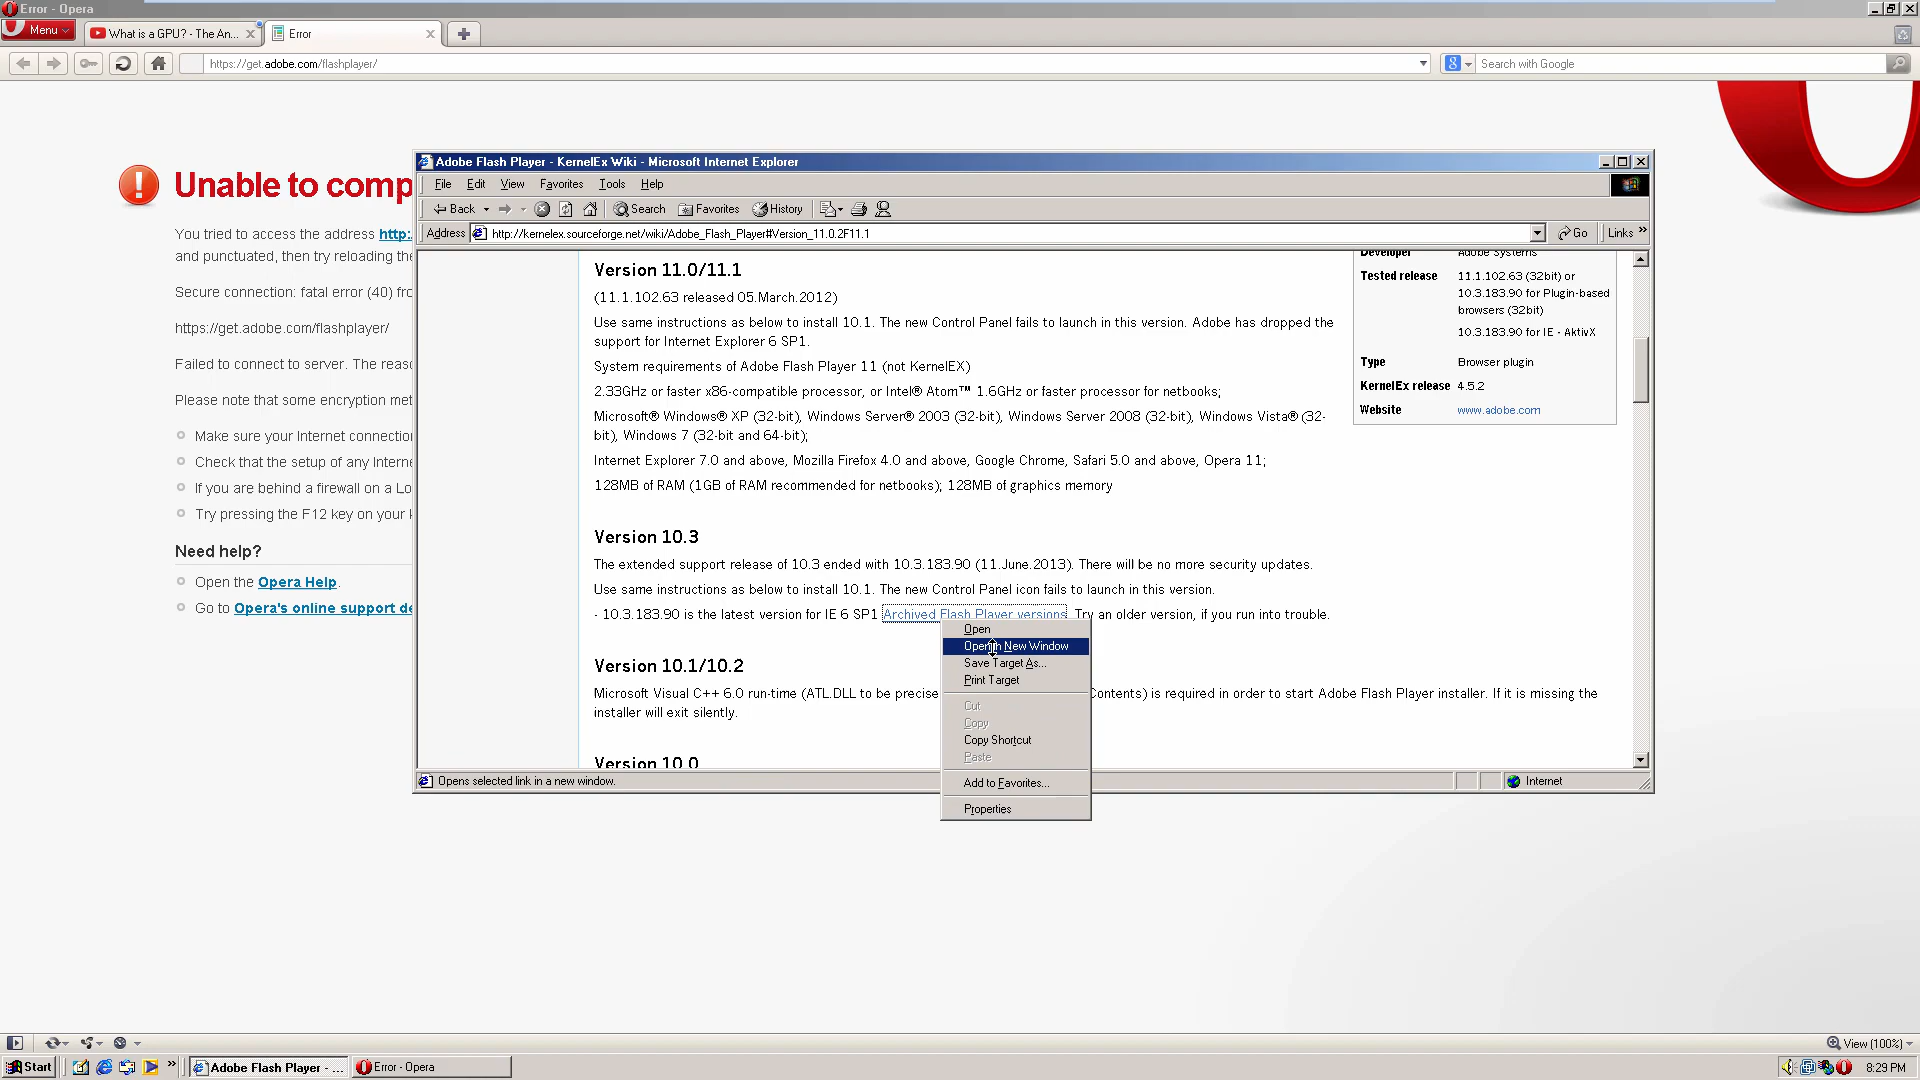 Error - Opera
Menu
What is a GPU? - The An...
Error
https://get.adobe.com/flashplayer/
Search with Google
Unable to comp
You tried to access the address http:
and punctuated, then try reloading the
Secure connection: fatal error (40) fro
https://get.adobe.com/flashplayer/
Failed to connect to server. The reaso
Please note that some encryption met
Make sure your Internet connection
Check that the setup of any Interne
If you are behind a firewall on a Lo
Try pressing the F12 key on your k
Need help?
Open the Opera Help.
Go to Opera's online support de
Adobe Flash Player - KernelEx Wiki - Microsoft Internet Explorer
File Edit View Favorites Tools Help
Back Search Favorites History
Address http://kernelex.sourceforge.net/wiki/Adobe_Flash_Player#Version_11.0.2F11.1 Go Links »
Version 11.0/11.1
(11.1.102.63 released 05.March.2012)
Use same instructions as below to install 10.1. The new Control Panel fails to launch in this version. Adobe has dropped the
support for Internet Explorer 6 SP1.
System requirements of Adobe Flash Player 11 (not KernelEX)
2.33GHz or faster x86-compatible processor, or Intel® Atom™ 1.6GHz or faster processor for netbooks;
Microsoft® Windows® XP (32-bit), Windows Server® 2003 (32-bit), Windows Server 2008 (32-bit), Windows Vista® (32-
bit), Windows 7 (32-bit and 64-bit);
Internet Explorer 7.0 and above, Mozilla Firefox 4.0 and above, Google Chrome, Safari 5.0 and above, Opera 11;
128MB of RAM (1GB of RAM recommended for netbooks); 128MB of graphics memory
Developer Adobe Systems
Tested release 11.1.102.63 (32bit) or
10.3.183.90 for Plugin-based
browsers (32bit)
10.3.183.90 for IE - AktivX
Type Browser plugin
KernelEx release 4.5.2
Website www.adobe.com
Version 10.3
The extended support release of 10.3 ended with 10.3.183.90 (11.June.2013). There will be no more security updates.
Use same instructions as below to install 10.1. The new Control Panel icon fails to launch in this version.
- 10.3.183.90 is the latest version for IE 6 SP1 Archived Flash Player versions. Try an older version, if you run into trouble.
Version 10.1/10.2
Microsoft Visual C++ 6.0 run-time (ATL.DLL to be precise Contents) is required in order to start Adobe Flash Player installer. If it is missing the
installer will exit silently.
Version 10.0
Open
Open in New Window
Save Target As...
Print Target
Cut
Copy
Copy Shortcut
Paste
Add to Favorites...
Properties
Opens selected link in a new window.
Internet
View (100%)
Start
»
Adobe Flash Player - ...
Error - Opera
8:29 PM